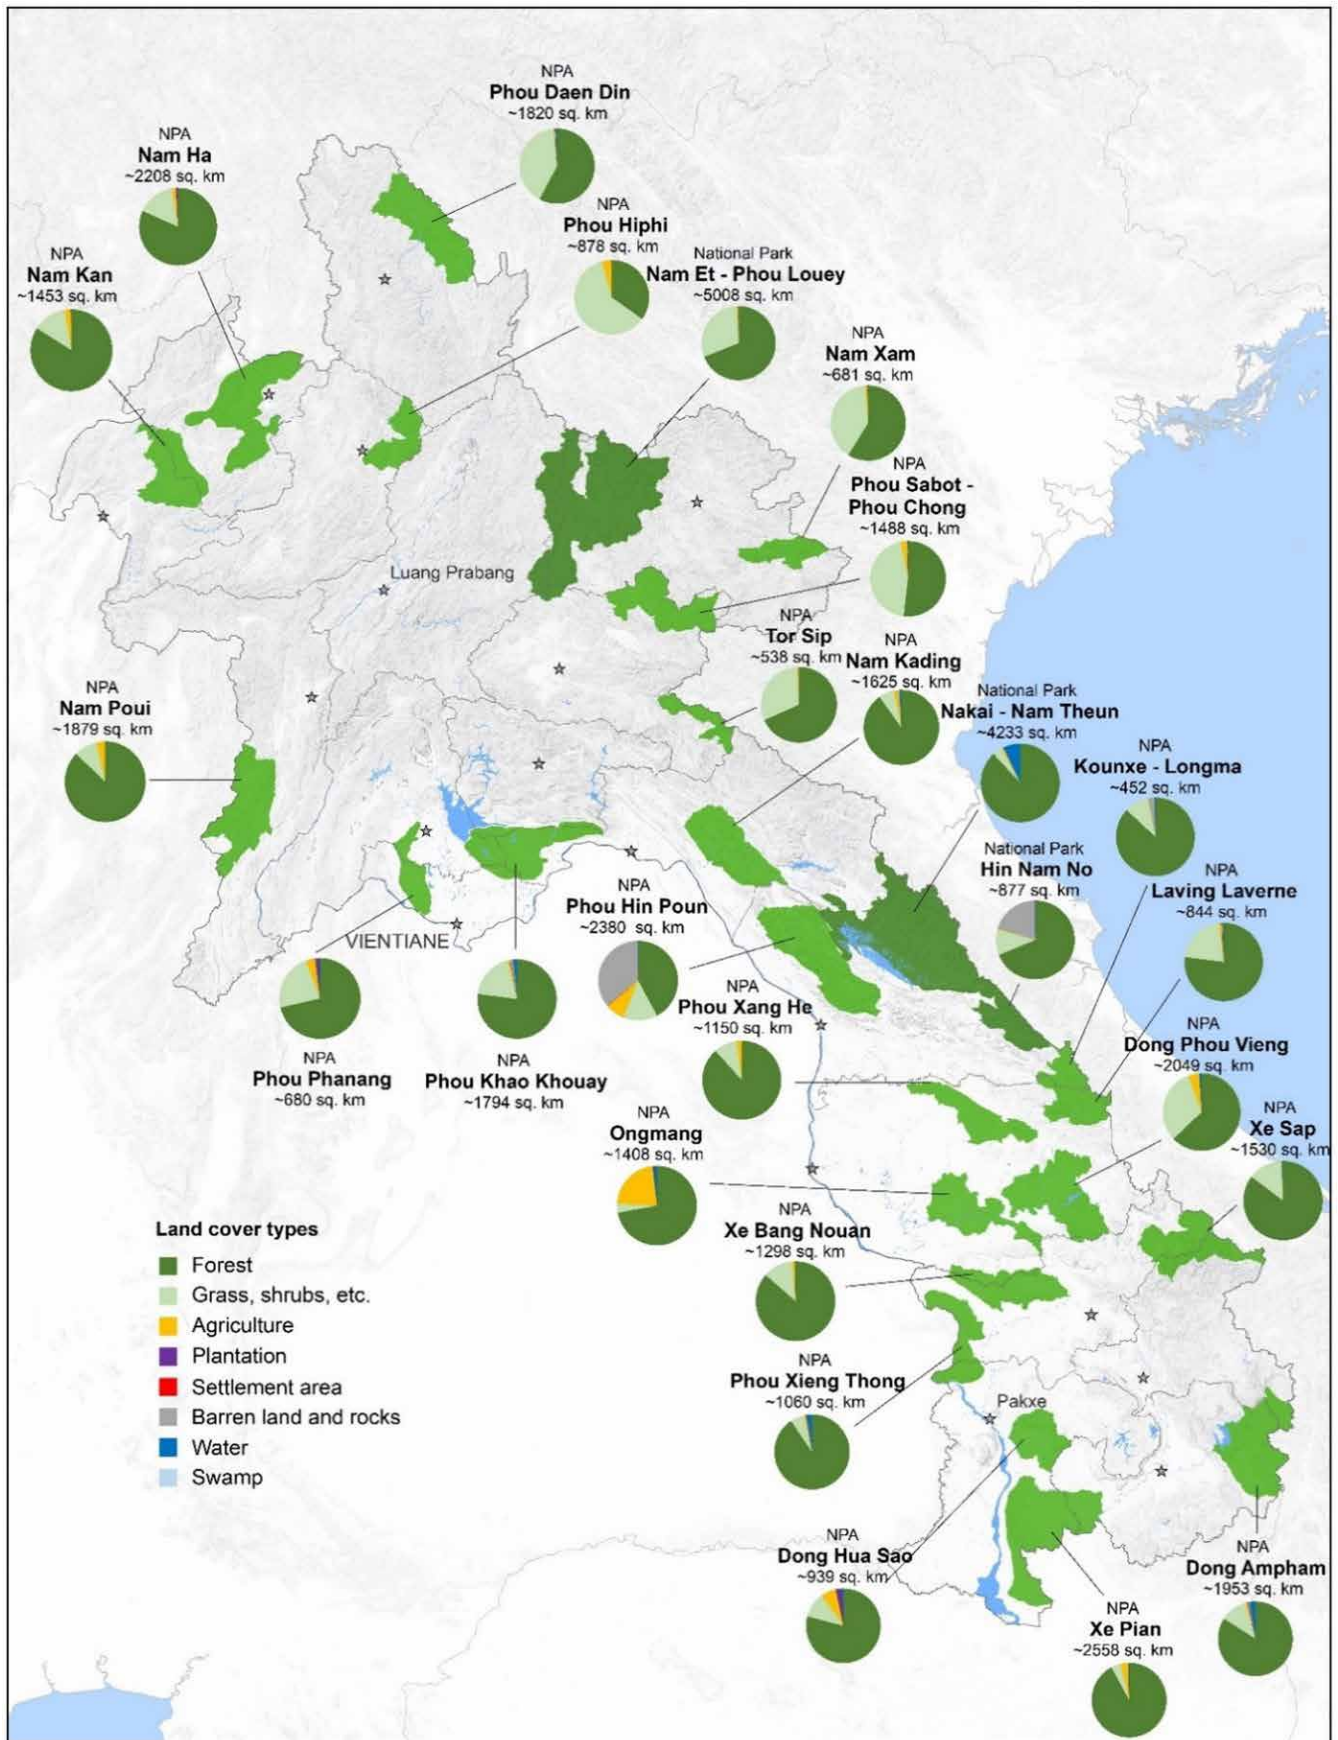 NPA
Phou Daen Din
~1820 sq. km
NPA
Nam Ha
~2208 sq. km
NPA
Phou Hiphi
~878 sq. km
NPA
Nam Kan
~1453 sq. km
National Park
Nam Et - Phou Louey
~5008 sq. km
NPA
Nam Xam
~681 sq. km
NPA
Phou Sabot -
Phou Chong
~1488 sq. km
Luang Prabang
NPA
Tor Sip
~538 sq. km
NPA
Nam Kading
~1625 sq. km
NPA
Nam Poui
~1879 sq. km
National Park
Nakai - Nam Theun
~4233 sq. km
NPA
Kounxe - Longma
~452 sq. km
National Park
Hin Nam No
~877 sq. km
NPA
Laving Laverne
~844 sq. km
NPA
Phou Hin Poun
~2380 sq. km
VIENTIANE
NPA
Phou Xang He
~1150 sq. km
NPA
Dong Phou Vieng
~2049 sq. km
NPA
Phou Phanang
~680 sq. km
NPA
Phou Khao Khouay
~1794 sq. km
NPA
Ongmang
~1408 sq. km
NPA
Xe Sap
~1530 sq. km
NPA
Xe Bang Nouan
~1298 sq. km
Land cover types
Forest
Grass, shrubs, etc.
Agriculture
Plantation
Settlement area
Barren land and rocks
Water
Swamp
NPA
Phou Xieng Thong
~1060 sq. km
Pakxe
NPA
Dong Hua Sao
~939 sq. km
NPA
Dong Ampham
~1953 sq. km
NPA
Xe Pian
~2558 sq. km